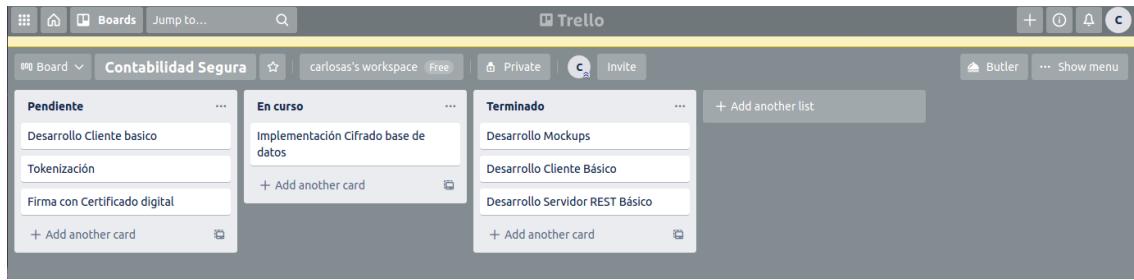 Boards
Jump to...
Trello
C
Board
Contabilidad Segura
carlosas's workspace Free
Private
C
Invite
Butler
... Show menu
Pendiente ...
Desarrollo Cliente basico
Tokenización
Firma con Certificado digital
+ Add another card
En curso ...
Implementación Cifrado base de
datos
+ Add another card
Terminado ...
Desarrollo Mockups
Desarrollo Cliente Básico
Desarrollo Servidor REST Básico
+ Add another card
+ Add another list